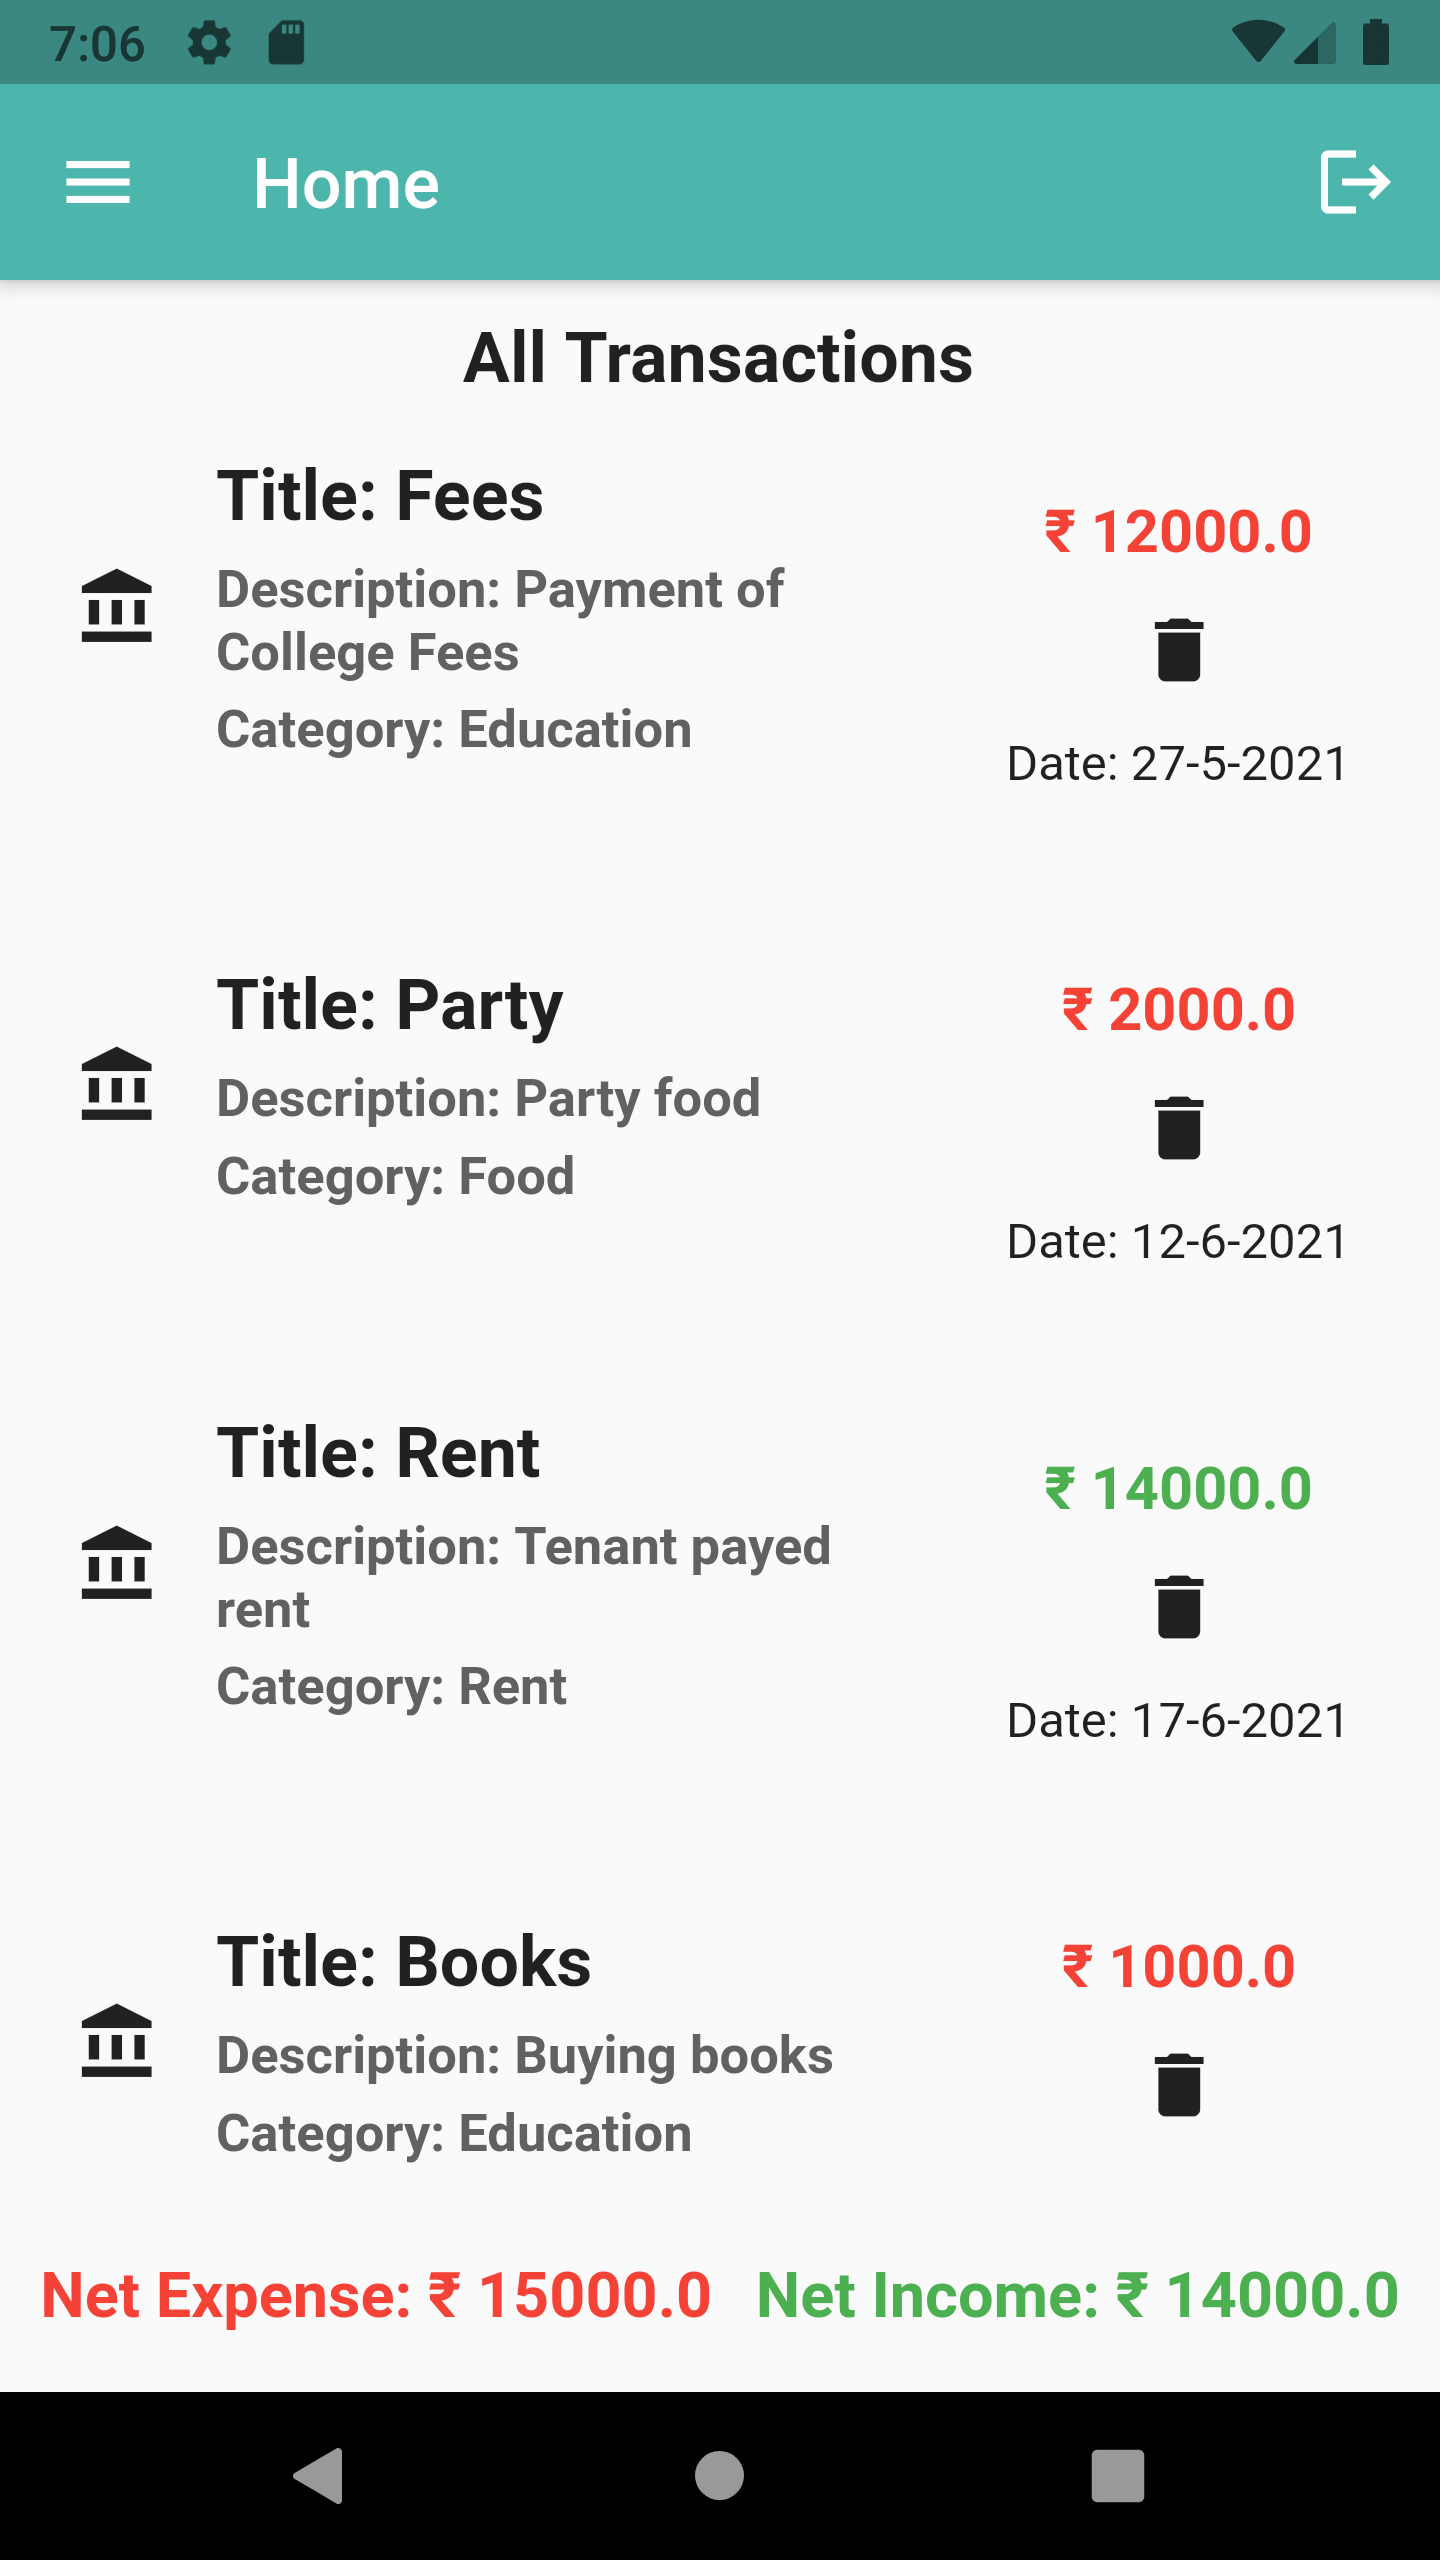 7:06
Home
All Transactions
Title: Fees
₹ 12000.0
Description: Payment of
College Fees
Category: Education
Date: 27-5-2021
Title: Party
₹ 2000.0
Description: Party food
Category: Food
Date: 12-6-2021
Title: Rent
₹ 14000.0
Description: Tenant payed
rent
Category: Rent
Date: 17-6-2021
Title: Books
₹ 1000.0
Description: Buying books
Category: Education
Net Expense: ₹ 15000.0 Net Income: ₹ 14000.0